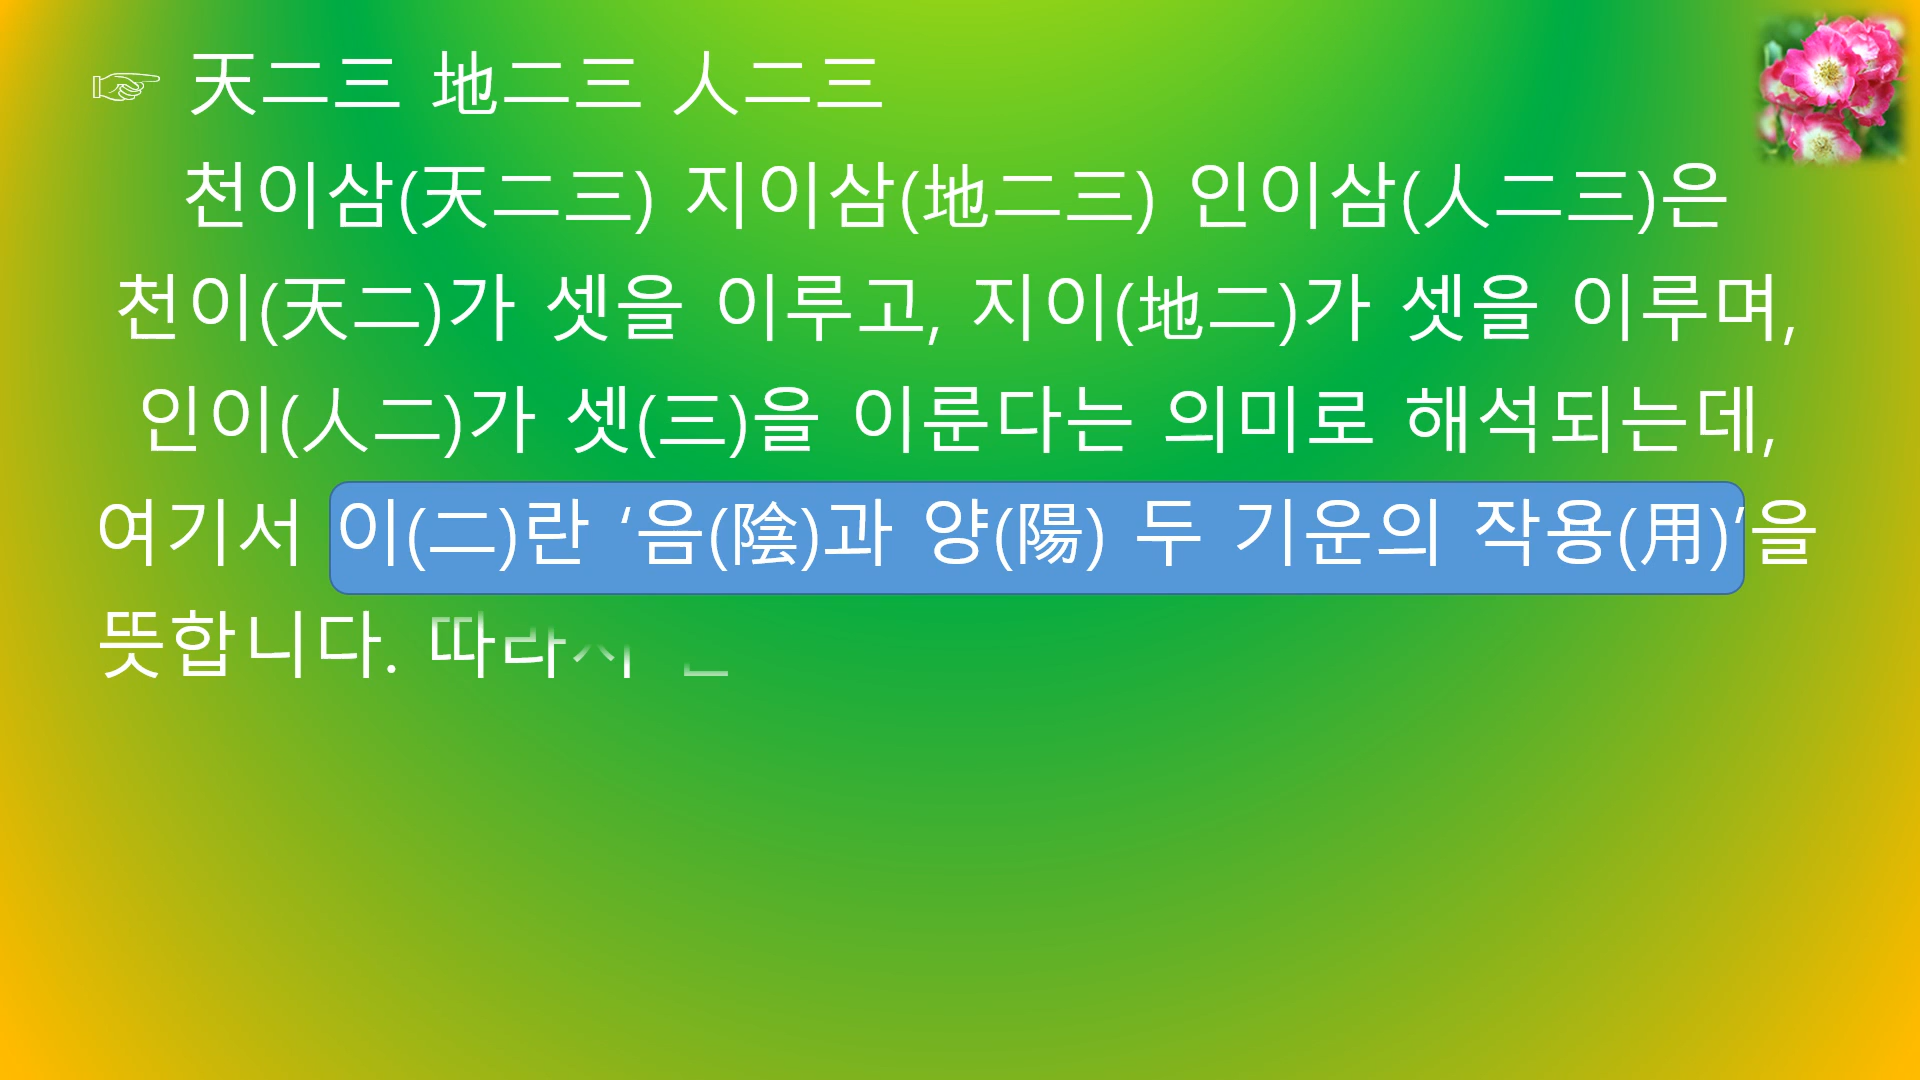 ☞ 天二三 地二三 人二三
천이삼(天二三) 지이삼(地二三) 인이삼(人二三)은
천이(天二)가 셋을 이루고, 지이(地二)가 셋을 이루며,
인이(人二)가 셋(三)을 이룬다는 의미로 해석되는데,
여기서 이(二)란 ‘음(陰)과 양(陽) 두 기운의 작용(用)’을
뜻합니다. 따라서